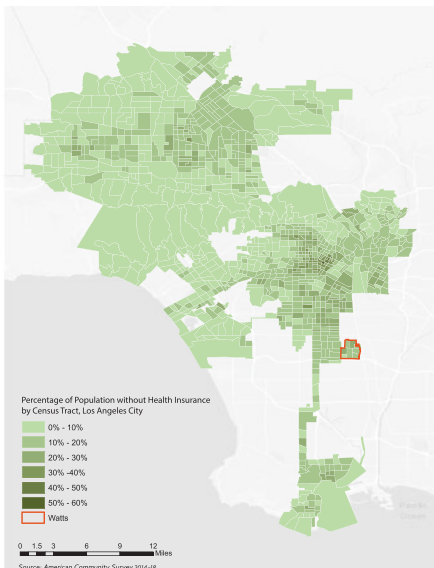 Pacific
Ocean
Percentage of Population without Health Insurance
by Census Tract, Los Angeles City
0% - 10%
10% - 20%
20% - 30%
30% -40%
40% - 50%
50% - 60%
Watts
0 1.5 3 6 9 12
Miles
Source: American Community Survey 2014-18